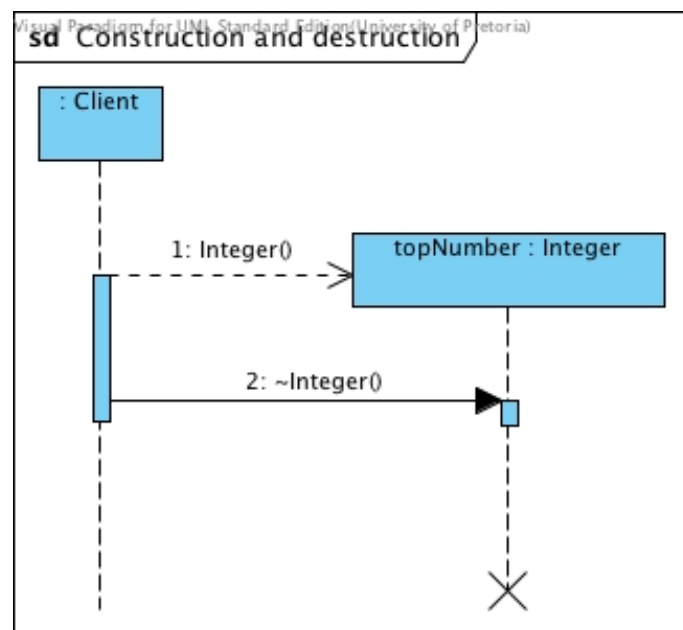 Visual Paradigm for UML Standard Edition(University of Pretoria)
sd Construction and destruction
: Client
topNumber : Integer
1: Integer()
2: ~Integer()